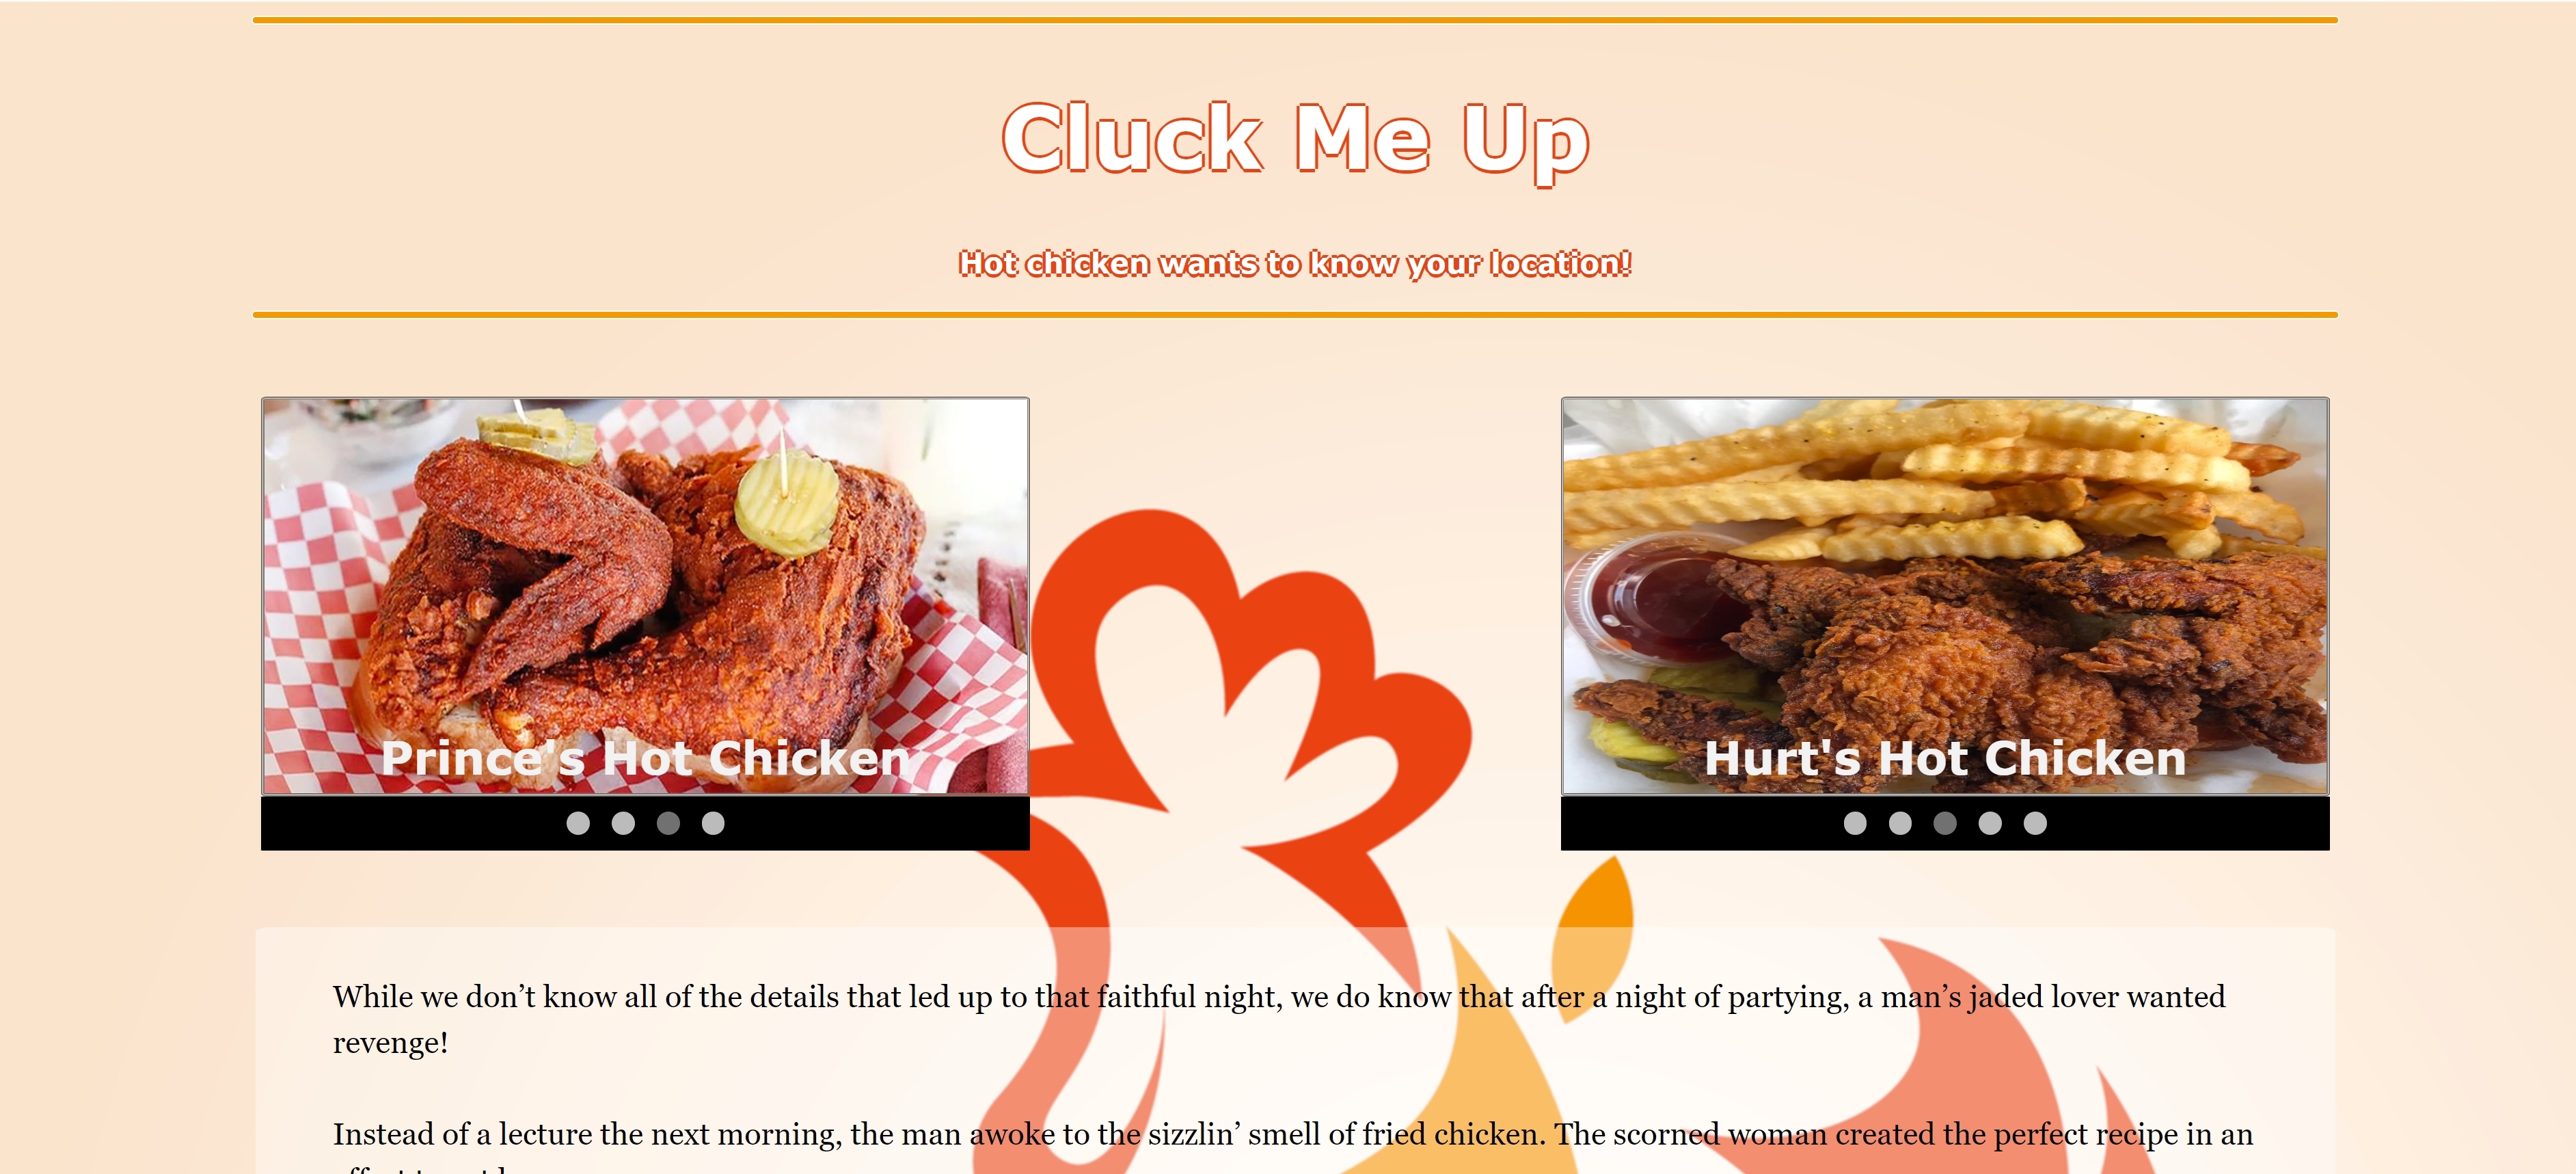 Cluck Me Up
Hot chicken wants to know your location!
Prince's Hot Chicken
Hurt's Hot Chicken
While we don’t know all of the details that led up to that faithful night, we do know that after a night of partying, a man’s jaded lover wanted
revenge!
Instead of a lecture the next morning, the man awoke to the sizzlin’ smell of fried chicken. The scorned woman created the perfect recipe in an